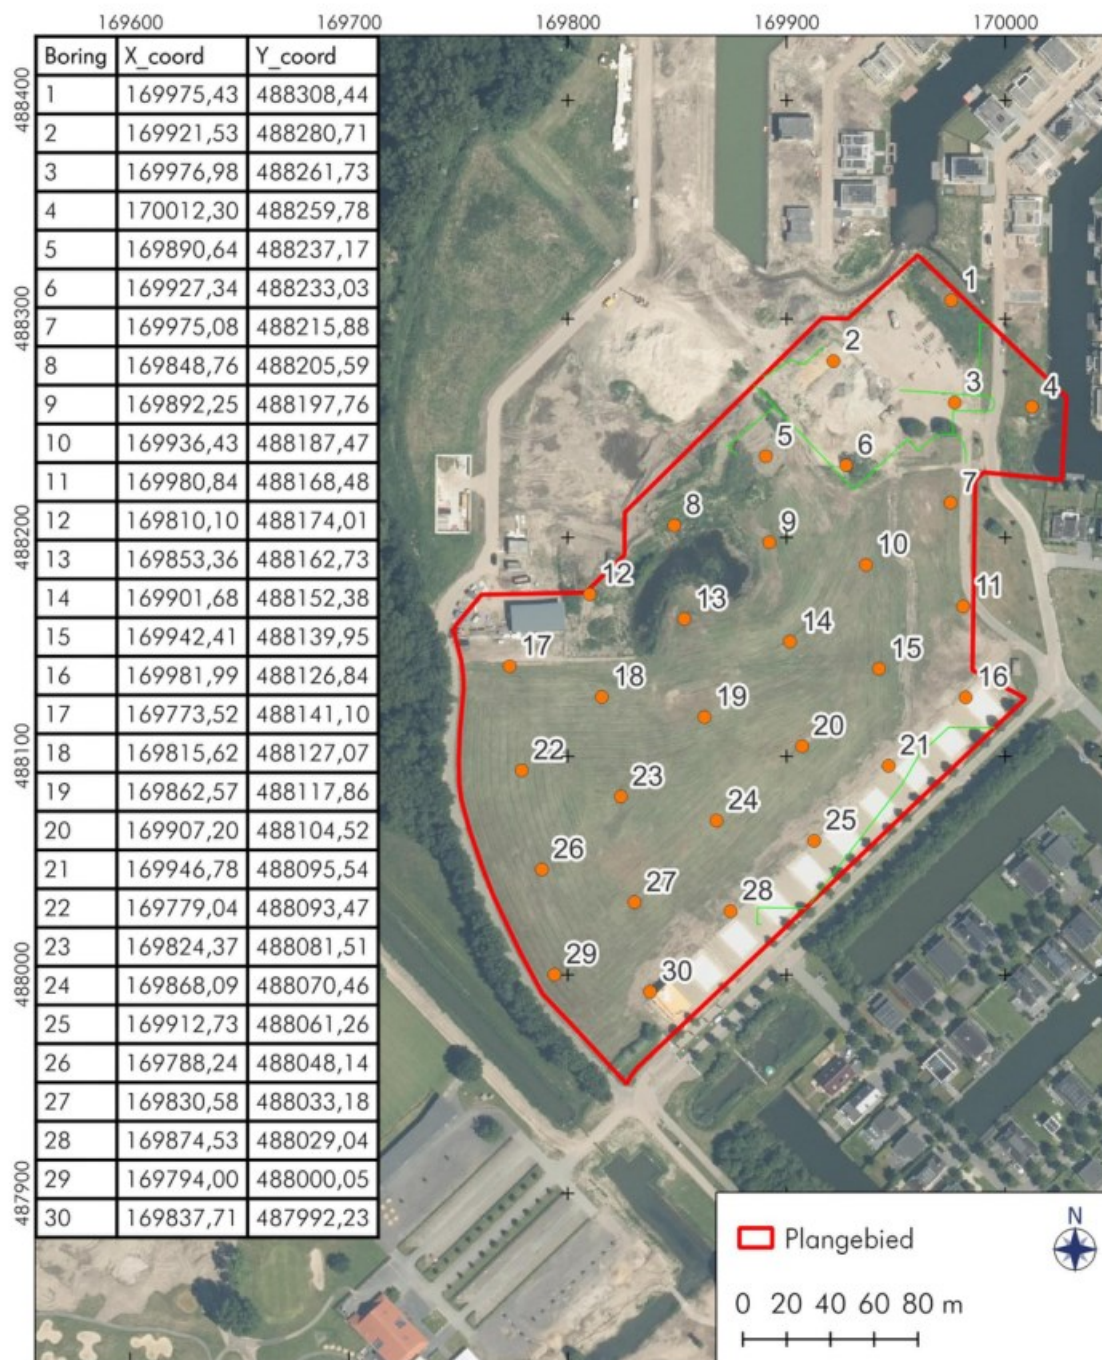 169600 169700 169800 169900 170000
Boring X_coord Y_coord
1 169975,43 488308,44
2 169921,53 488280,71
3 169976,98 488261,73
4 170012,30 488259,78
5 169890,64 488237,17
6 169927,34 488233,03
7 169975,08 488215,88
8 169848,76 488205,59
9 169892,25 488197,76
10 169936,43 488187,47
11 169980,84 488168,48
12 169810,10 488174,01
13 169853,36 488162,73
14 169901,68 488152,38
15 169942,41 488139,95
16 169981,99 488126,84
17 169773,52 488141,10
18 169815,62 488127,07
19 169862,57 488117,86
20 169907,20 488104,52
21 169946,78 488095,54
22 169779,04 488093,47
23 169824,37 488081,51
24 169868,09 488070,46
25 169912,73 488061,26
26 169788,24 488048,14
27 169830,58 488033,18
28 169874,53 488029,04
29 169794,00 488000,05
30 169837,71 487992,23
488400
488300
488200
488100
488000
487900
1
2
3
4
5
6
7
8
9
10
11
12
13
14
15
16
17
18
19
20
21
22
23
24
25
26
27
28
29
30
Plangebied
N
0 20 40 60 80 m